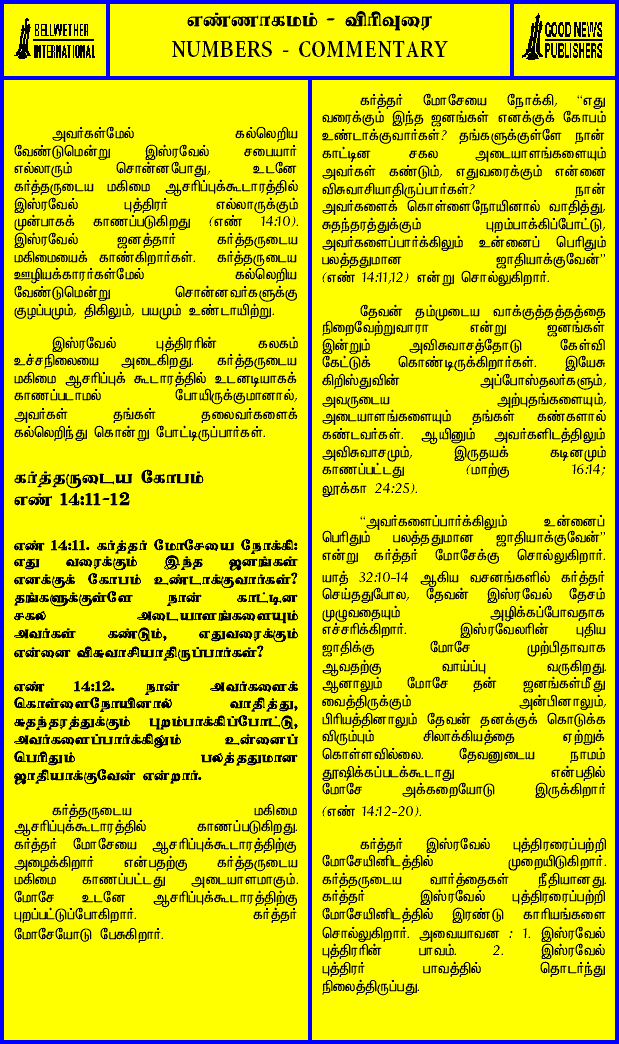 BELLWETHER
INTERNATIONAL
எண்ணாகமம் - விரிவுரை
NUMBERS - COMMENTARY
GOOD NEWS
PUBLISHERS
அவர்கள்மேல் கல்லெறிய
வேண்டுமென்று இஸ்ரவேல் சபையார்
எல்லாரும் சொன்னபோது, உடனே
கர்த்தருடைய மகிமை ஆசரிப்புக்கூடாரத்தில்
இஸ்ரவேல் புத்திரர் எல்லாருக்கும்
முன்பாகக் காணப்படுகிறது (எண் 14:10).
இஸ்ரவேல் ஜனத்தார் கர்த்தருடைய
மகிமையைக் காண்கிறார்கள். கர்த்தருடைய
ஊழியக்காரர்கள்மேல் கல்லெறிய
வேண்டுமென்று சொன்னவர்களுக்கு
குழப்பமும், திகிலும், பயமும் உண்டாயிற்று.
இஸ்ரவேல் புத்திரரின் கலகம்
உச்சநிலையை அடைகிறது. கர்த்தருடைய
மகிமை ஆசரிப்புக் கூடாரத்தில் உடனடியாகக்
காணப்படாமல் போயிருக்குமானால்,
அவர்கள் தங்கள் தலைவர்களைக்
கல்லெறிந்து கொன்று போட்டிருப்பார்கள்.
கர்த்தருடைய கோபம்
எண் 14:11-12
எண் 14:11. கர்த்தர் மோசேயை நோக்கி:
எது வரைக்கும் இந்த ஜனங்கள்
எனக்குக் கோபம் உண்டாக்குவார்கள்?
தங்களுக்குள்ளே நான் காட்டின
சகல அடையாளங்களையும்
அவர்கள் கண்டும், எதுவரைக்கும்
என்னை விசுவாசியாதிருப்பார்கள்?
எண் 14:12. நான் அவர்களைக்
கொள்ளைநோயினால் வாதித்து,
சுதந்தரத்துக்கும் புறம்பாக்கிப்போட்டு,
அவர்களைப்பார்க்கிலும் உன்னைப்
பெரிதும் பலத்ததுமான
ஜாதியாக்குவேன் என்றார்.
கர்த்தருடைய மகிமை
ஆசரிப்புக்கூடாரத்தில் காணப்படுகிறது.
கர்த்தர் மோசேயை ஆசரிப்புக்கூடாரத்திற்கு
அழைக்கிறார் என்பதற்கு கர்த்தருடைய
மகிமை காணப்பட்டது அடையாளமாகும்.
மோசே உடனே ஆசரிப்புக்கூடாரத்திற்கு
புறப்பட்டுப்போகிறார். கர்த்தர்
மோசேயோடு பேசுகிறார்.
கர்த்தர் மோசேயை நோக்கி, “எது
வரைக்கும் இந்த ஜனங்கள் எனக்குக் கோபம்
உண்டாக்குவார்கள்? தங்களுக்குள்ளே நான்
காட்டின சகல அடையாளங்களையும்
அவர்கள் கண்டும், எதுவரைக்கும் என்னை
விசுவாசியாதிருப்பார்கள்? நான்
அவர்களைக் கொள்ளைநோயினால் வாதித்து,
சுதந்தரத்துக்கும் புறம்பாக்கிப்போட்டு,
அவர்களைப்பார்க்கிலும் உன்னைப் பெரிதும்
பலத்ததுமான ஜாதியாக்குவேன்”
(எண் 14:11,12) என்று சொல்லுகிறார்.
தேவன் தம்முடைய வாக்குத்தத்தத்தை
நிறைவேற்றுவாரா என்று ஜனங்கள்
இன்றும் அவிசுவாசத்தோடு கேள்வி
கேட்டுக் கொண்டிருக்கிறார்கள். இயேசு
கிறிஸ்துவின் அப்போஸ்தலர்களும்,
அவருடைய அற்புதங்களையும்,
அடையாளங்களையும் தங்கள் கண்களால்
கண்டவர்கள். ஆயினும் அவர்களிடத்திலும்
அவிசுவாசமும், இருதயக் கடினமும்
காணப்பட்டது (மாற்கு 16:14;
லூக்கா 24:25).
“அவர்களைப்பார்க்கிலும் உன்னைப்
பெரிதும் பலத்ததுமான ஜாதியாக்குவேன்”
என்று கர்த்தர் மோசேக்கு சொல்லுகிறார்.
யாத் 32:10-14 ஆகிய வசனங்களில் கர்த்தர்
செய்ததுபோல, தேவன் இஸ்ரவேல் தேசம்
முழுவதையும் அழிக்கப்போவதாக
எச்சரிக்கிறார். இஸ்ரவேலரின் புதிய
ஜாதிக்கு மோசே முற்பிதாவாக
ஆவதற்கு வாய்ப்பு வருகிறது.
ஆனாலும் மோசே தன் ஜனங்கள்மீது
வைத்திருக்கும் அன்பினாலும்,
பிரியத்தினாலும் தேவன் தனக்குக் கொடுக்க
விரும்பும் சிலாக்கியத்தை ஏற்றுக்
கொள்ளவில்லை. தேவனுடைய நாமம்
தூஷிக்கப்படக்கூடாது என்பதில்
மோசே அக்கறையோடு இருக்கிறார்
(எண் 14:12-20).
கர்த்தர் இஸ்ரவேல் புத்திரரைப்பற்றி
மோசேயினிடத்தில் முறையிடுகிறார்.
கர்த்தருடைய வார்த்தைகள் நீதியானது.
கர்த்தர் இஸ்ரவேல் புத்திரரைப்பற்றி
மோசேயினிடத்தில் இரண்டு காரியங்களை
சொல்லுகிறார். அவையாவன : 1. இஸ்ரவேல்
புத்திரரின் பாவம். 2. இஸ்ரவேல்
புத்திரர் பாவத்தில் தொடர்ந்து
நிலைத்திருப்பது.